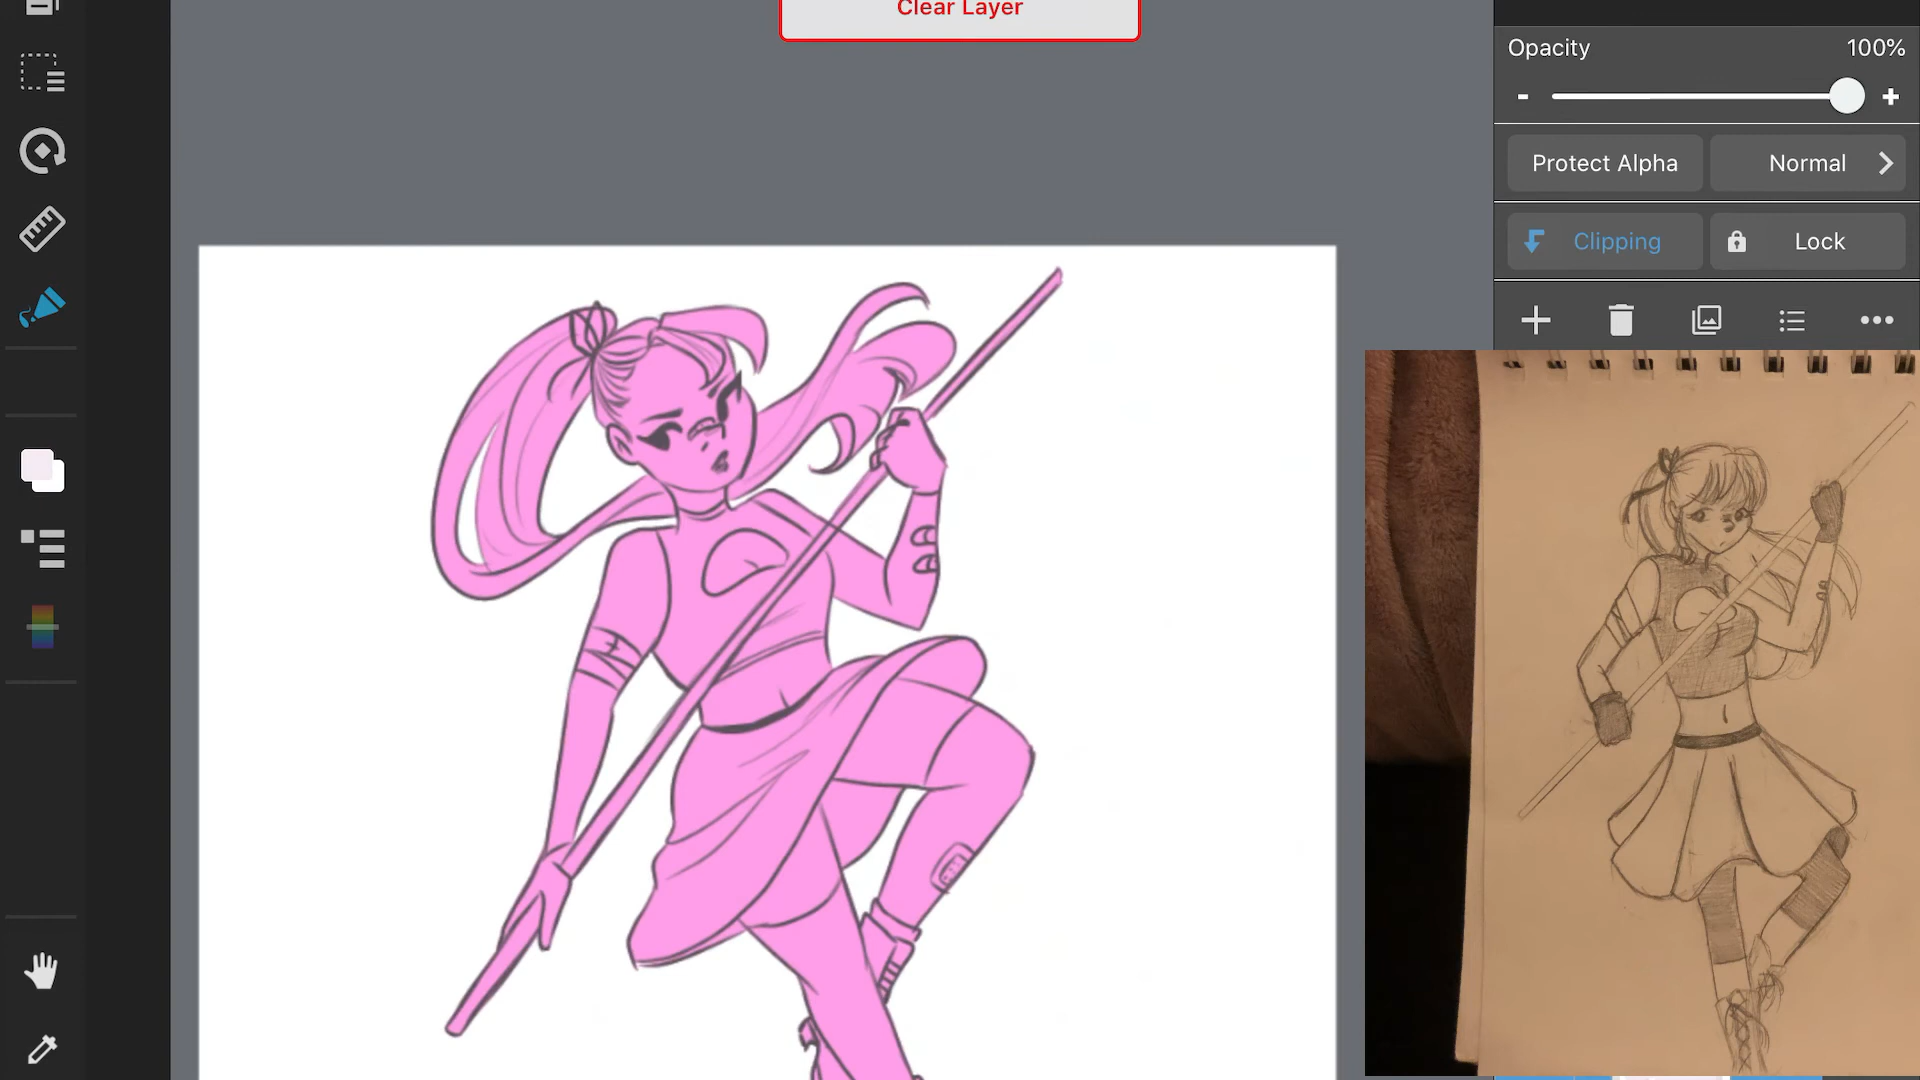 Clear Layer
Opacity 100%
- +
Protect Alpha Normal
Clipping Lock